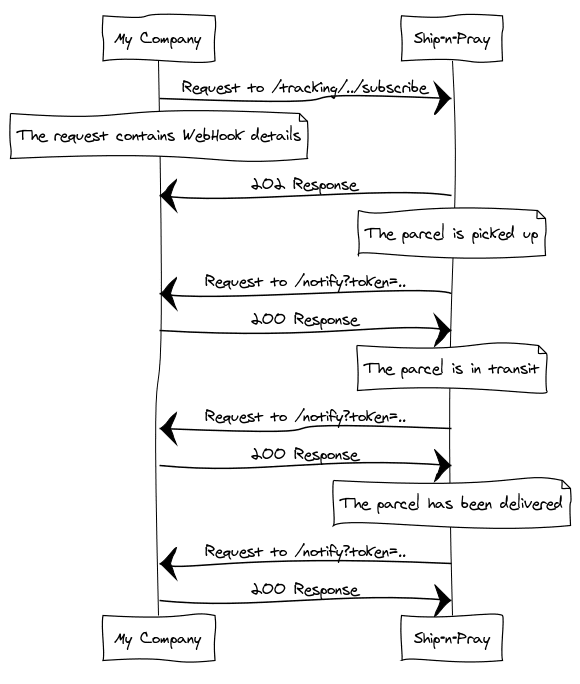 My Company
Ship-n-Pray
Request to /tracking/../subscribe
The request contains WebHook details
202 Response
The parcel is picked up
Request to /notify?token=..
200 Response
The parcel is in transit
Request to /notify?token=..
200 Response
The parcel has been delivered
Request to /notify?token=..
200 Response
My Company
Ship-n-Pray